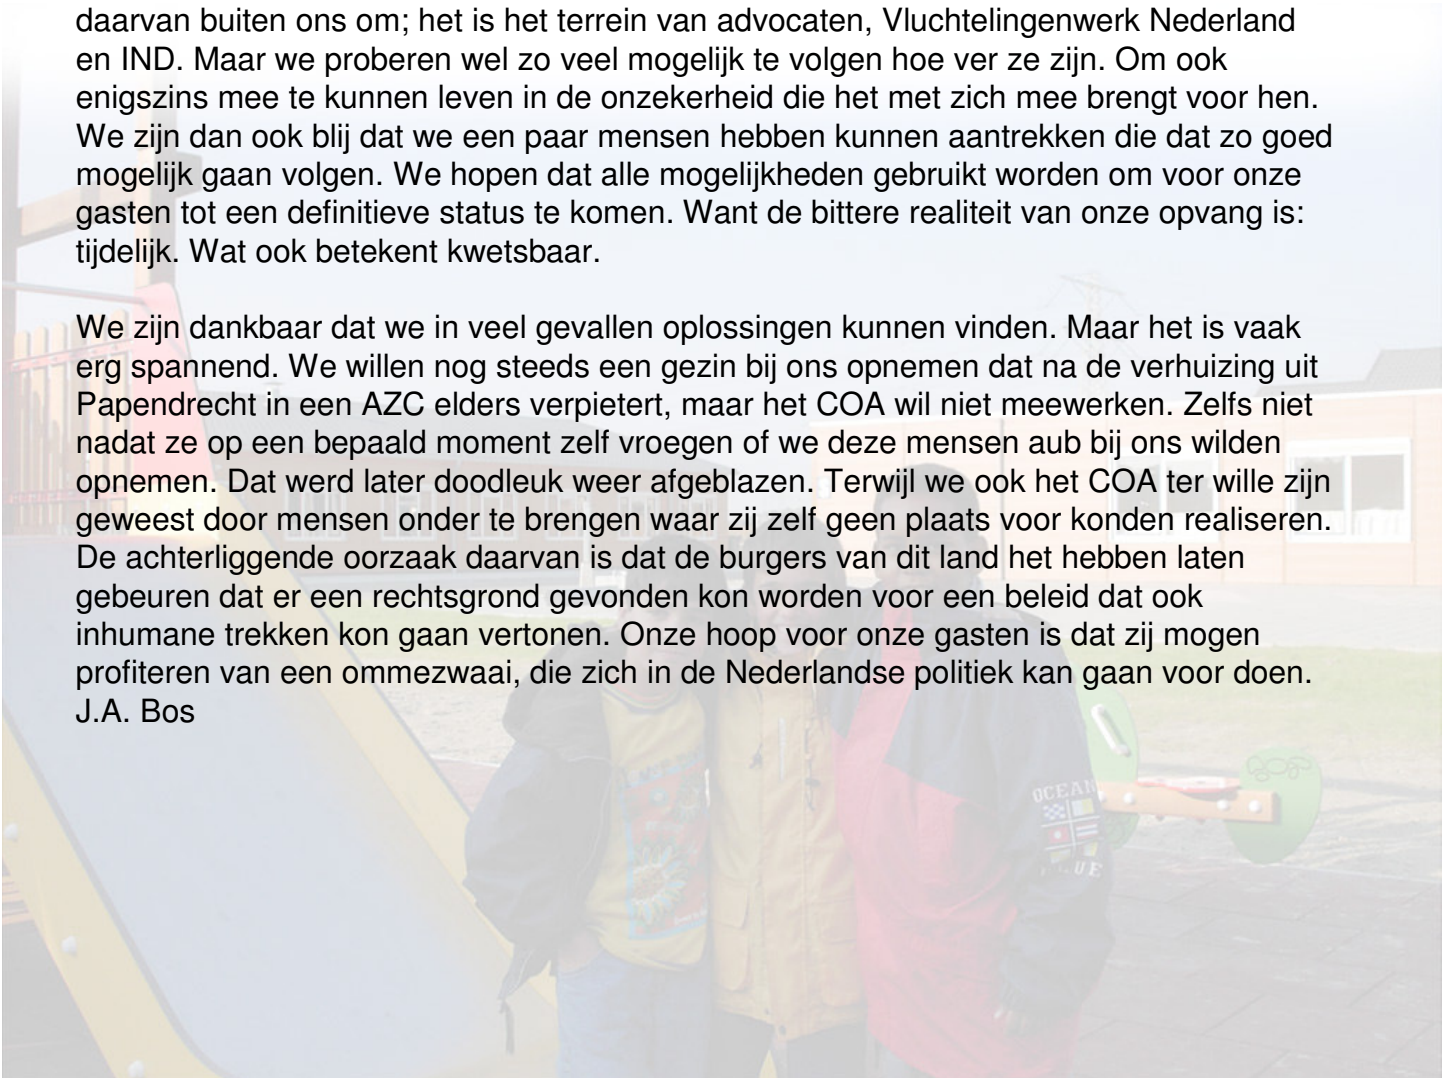 daarvan buiten ons om; het is het terrein van advocaten, Vluchtelingenwerk Nederland
en IND. Maar we proberen wel zo veel mogelijk te volgen hoe ver ze zijn. Om ook
enigszins mee te kunnen leven in de onzekerheid die het met zich mee brengt voor hen.
We zijn dan ook blij dat we een paar mensen hebben kunnen aantrekken die dat zo goed
mogelijk gaan volgen. We hopen dat alle mogelijkheden gebruikt worden om voor onze
gasten tot een definitieve status te komen. Want de bittere realiteit van onze opvang is:
tijdelijk. Wat ook betekent kwetsbaar.
We zijn dankbaar dat we in veel gevallen oplossingen kunnen vinden. Maar het is vaak
erg spannend. We willen nog steeds een gezin bij ons opnemen dat na de verhuizing uit
Papendrecht in een AZC elders verpietert, maar het COA wil niet meewerken. Zelfs niet
nadat ze op een bepaald moment zelf vroegen of we deze mensen aub bij ons wilden
opnemen. Dat werd later doodleuk weer afgeblazen. Terwijl we ook het COA ter wille zijn
geweest door mensen onder te brengen waar zij zelf geen plaats voor konden realiseren.
De achterliggende oorzaak daarvan is dat de burgers van dit land het hebben laten
gebeuren dat er een rechtsgrond gevonden kon worden voor een beleid dat ook
inhumane trekken kon gaan vertonen. Onze hoop voor onze gasten is dat zij mogen
profiteren van een ommezwaai, die zich in de Nederlandse politiek kan gaan voor doen.
J.A. Bos
OCEAN